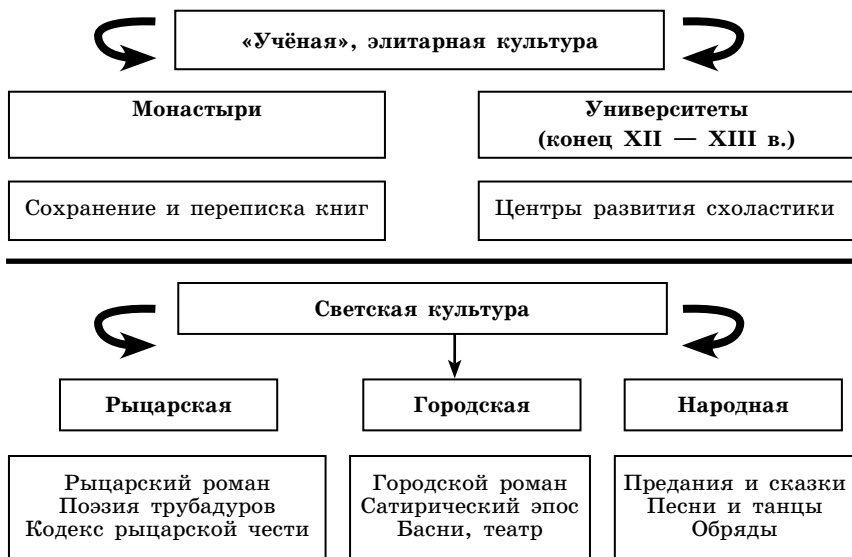 «Учёная», элитарная культура
Монастыри
Университеты
(конец XII — XIII в.)
Сохранение и переписка книг
Центры развития схоластики
Светская культура
Рыцарская
Городская
Народная
Рыцарский роман
Поэзия трубадуров
Кодекс рыцарской чести
Городской роман
Сатирический эпос
Басни, театр
Предания и сказки
Песни и танцы
Обряды